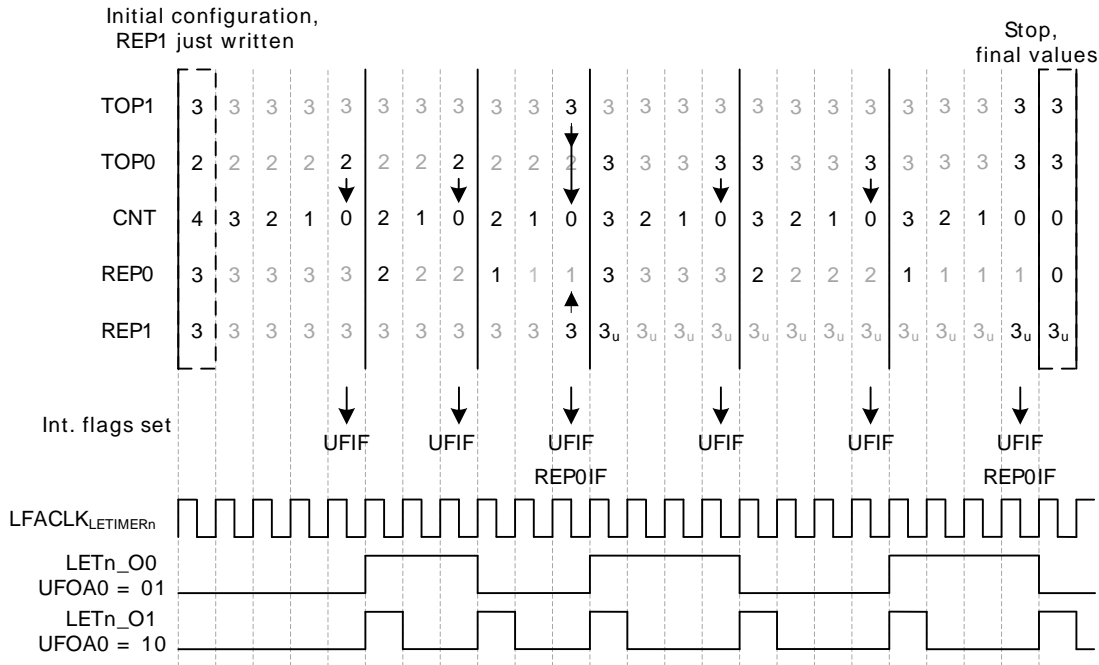 Initial configuration,
REP1 just written
Stop,
final values
TOP1 3 3 3 3 3 3 3 3 3 3 3 3 3 3 3 3 3 3 3 3 3 3 3 3
TOP0 2 2 2 2 2 2 2 2 2 2 2 3 3 3 3 3 3 3 3 3 3 3 3 3
CNT 4 3 2 1 0 2 1 0 2 1 0 3 2 1 0 3 2 1 0 3 2 1 0 0
REP0 3 3 3 3 3 2 2 2 1 1 1 3 3 3 3 2 2 2 2 1 1 1 1 0
REP1 3 3 3 3 3 3 3 3 3 3 3 3u 3u 3u 3u 3u 3u 3u 3u 3u 3u 3u 3u 3u
Int. flags set
UFIF UFIF UFIF UFIF UFIF UFIF
REP0IF REP0IF
LFACLKLETIMERn
LETn_O0
UFOA0 = 01
LETn_O1
UFOA0 = 10